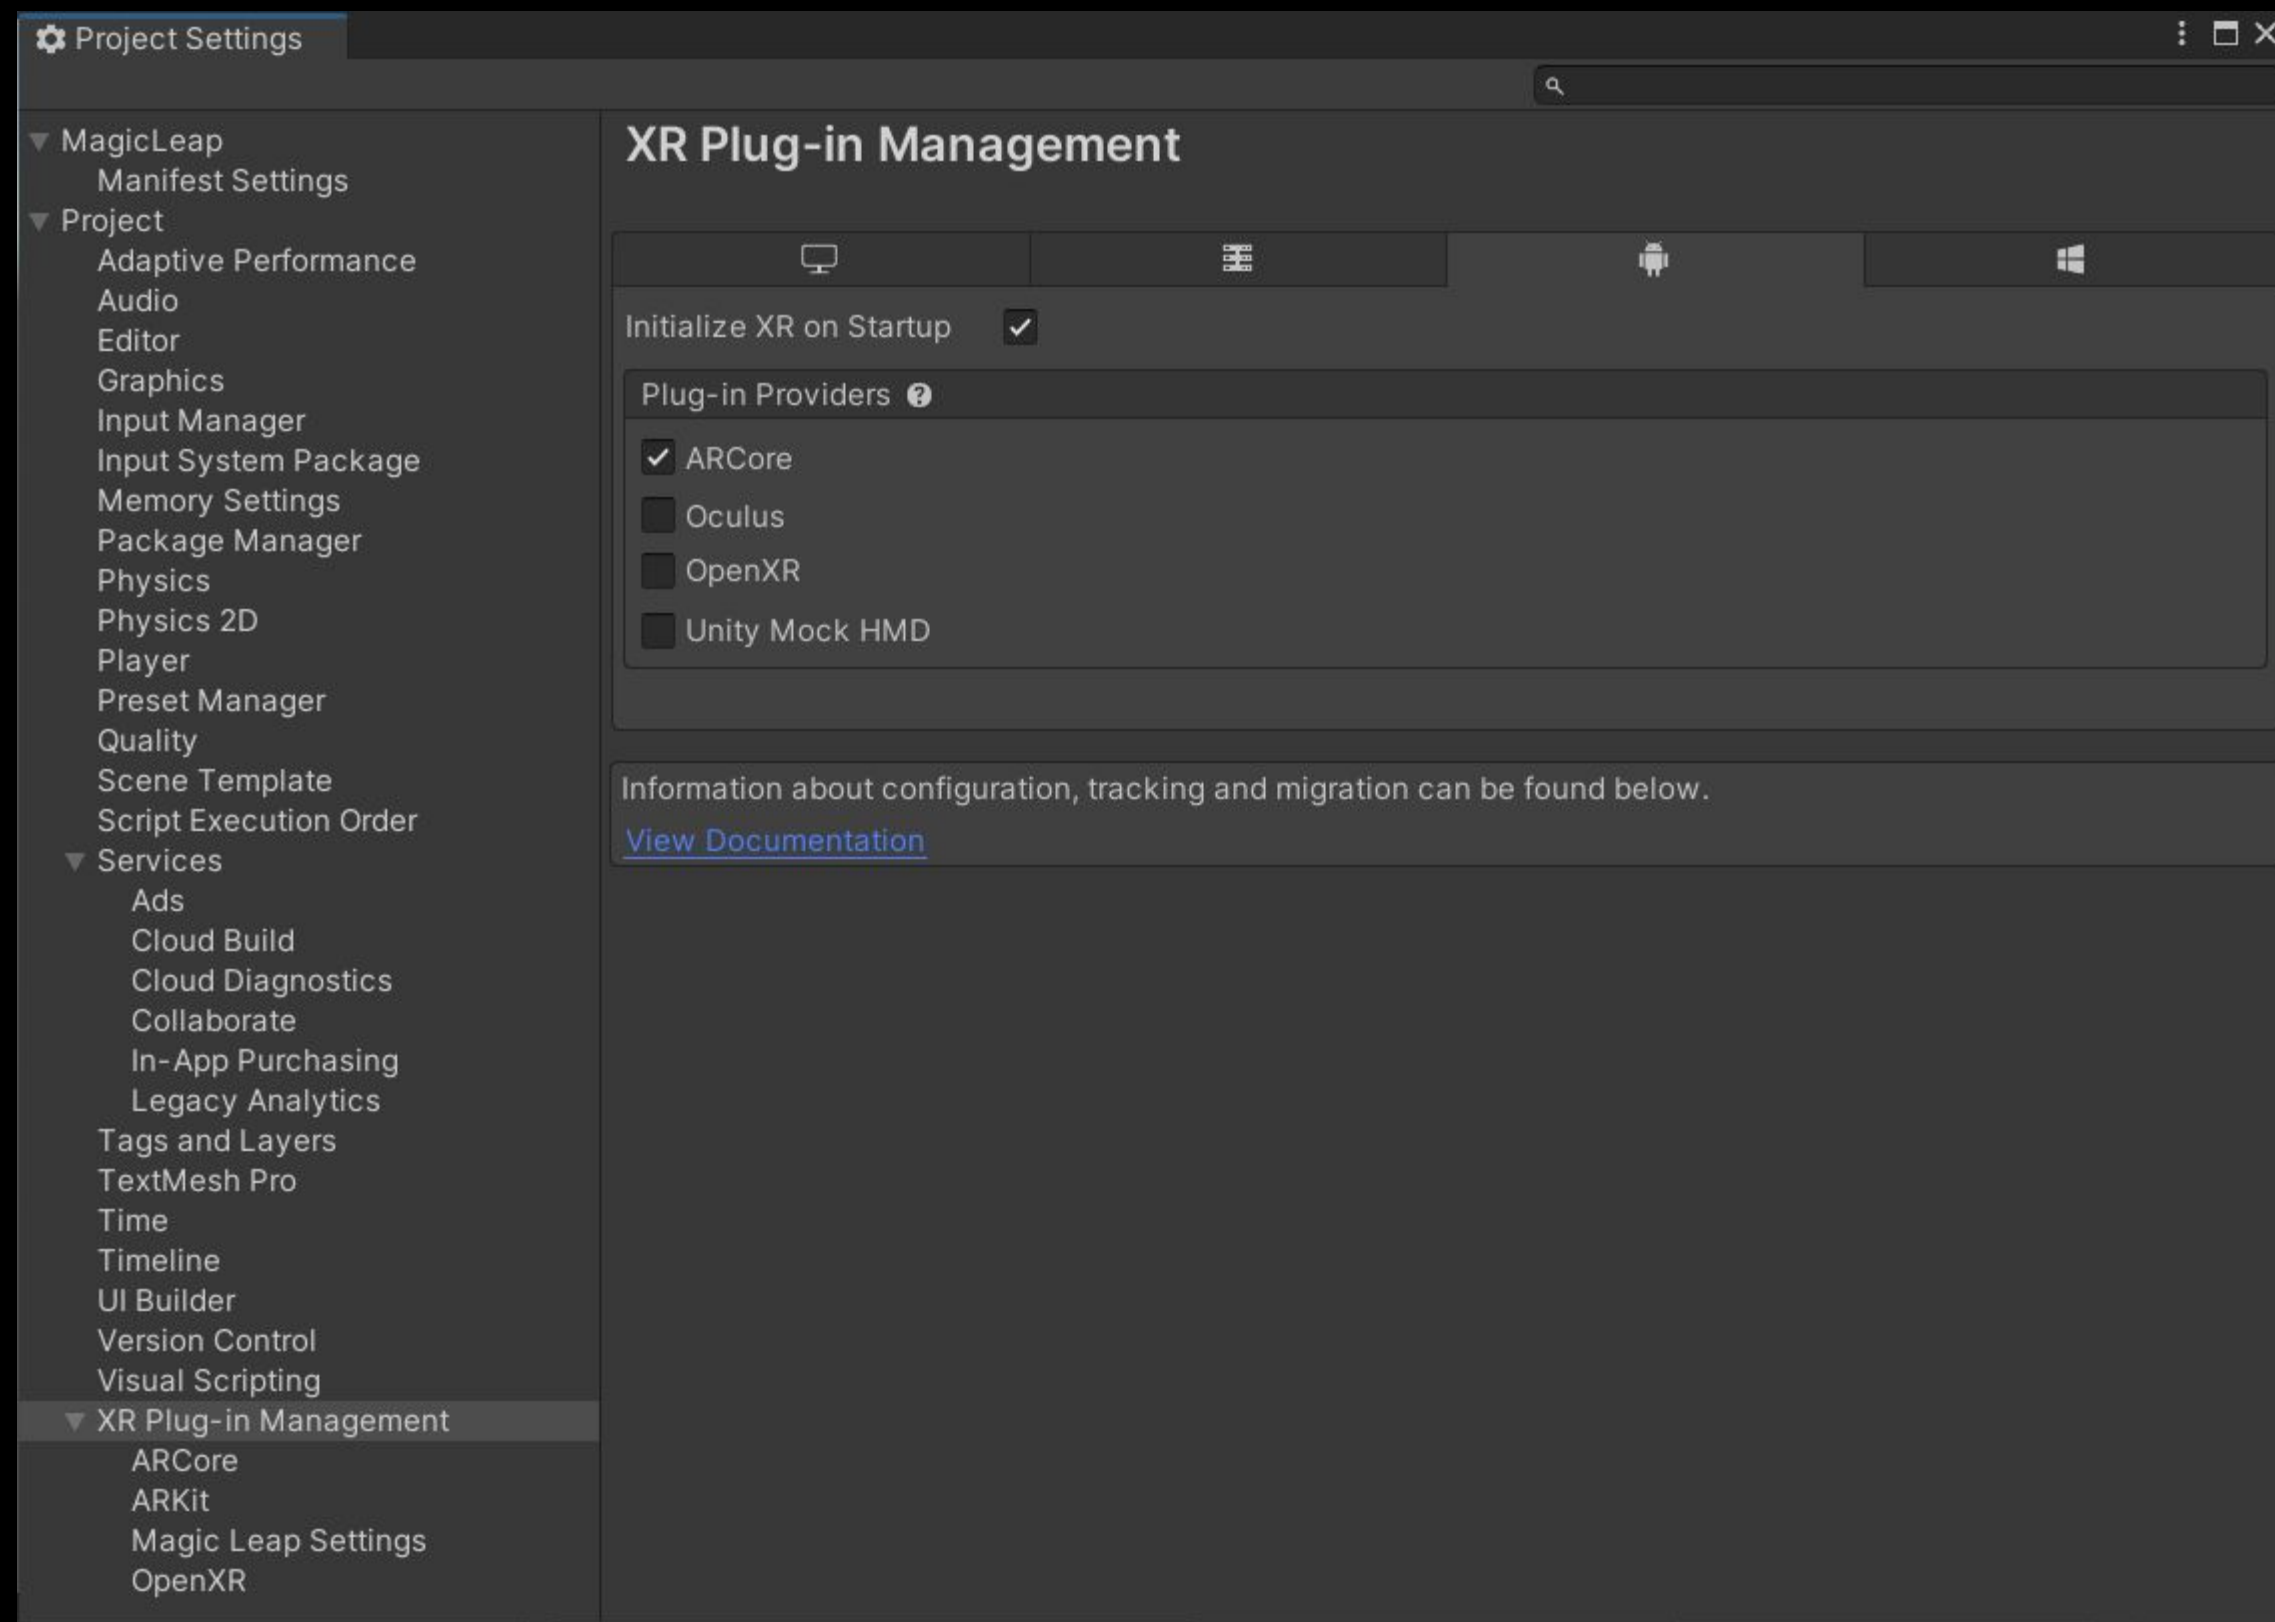 Project Settings
MagicLeap
Manifest Settings
Project
Adaptive Performance
Audio
Editor
Graphics
Input Manager
Input System Package
Memory Settings
Package Manager
Physics
Physics 2D
Player
Preset Manager
Quality
Scene Template
Script Execution Order
Services
Ads
Cloud Build
Cloud Diagnostics
Collaborate
In-App Purchasing
Legacy Analytics
Tags and Layers
TextMesh Pro
Time
Timeline
UI Builder
Version Control
Visual Scripting
XR Plug-in Management
ARCore
ARKit
Magic Leap Settings
OpenXR
XR Plug-in Management
Initialize XR on Startup
Plug-in Providers ?
ARCore
Oculus
OpenXR
Unity Mock HMD
Information about configuration, tracking and migration can be found below.
View Documentation